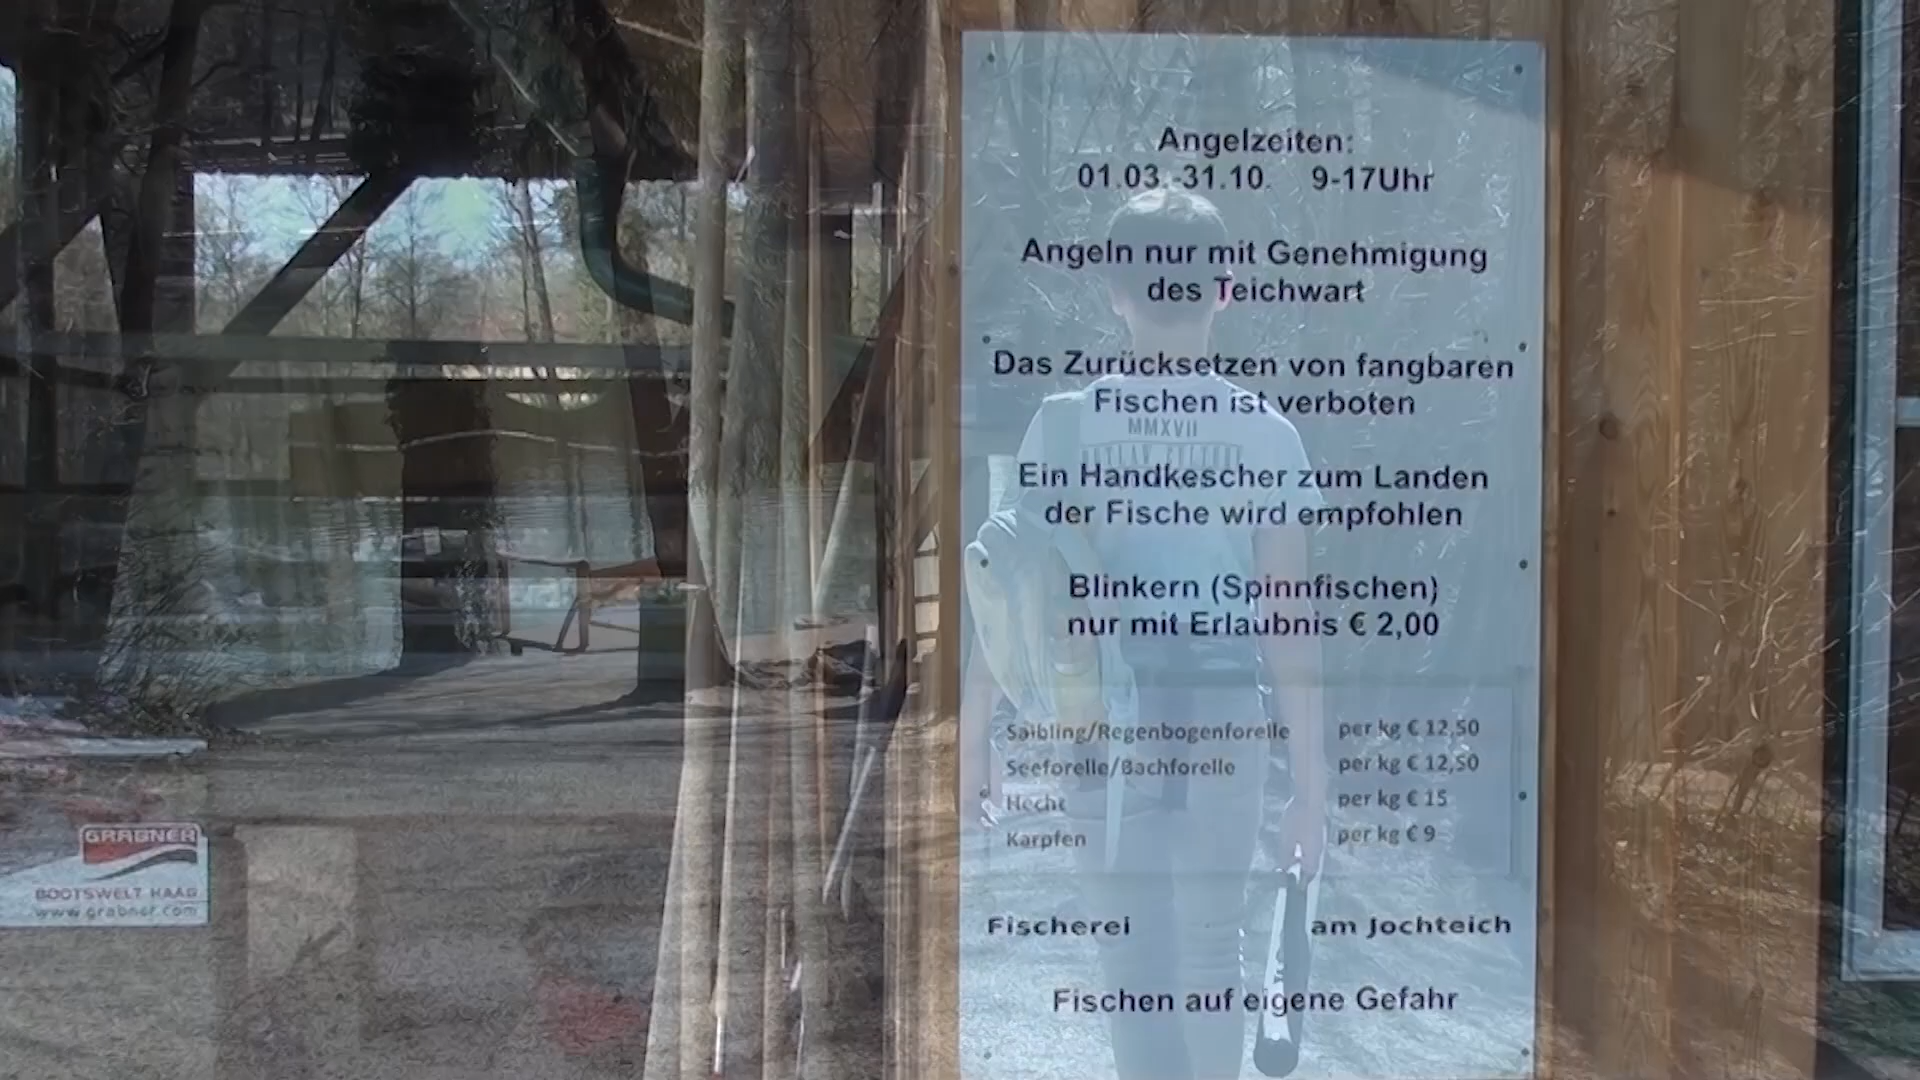 Angelzeiten:
01.03.-31.10. 9-17Uhr
Angeln nur mit Genehmigung
des Teichwart
Das Zurücksetzen von fangbaren
Fischen ist verboten
MMXVII
Ein Handkescher zum Landen
der Fische wird empfohlen
Blinkern (Spinnfischen)
nur mit Erlaubnis € 2,00
Saibling/Regenbogenforelle per kg € 12,50
Seeforelle/Bachforelle per kg € 12,50
Hecht per kg € 15
Karpfen per kg € 9
Fischerei am Jochteich
Fischen auf eigene Gefahr
GRABNER
BOOTSWELT HAAG
www.grabner.com